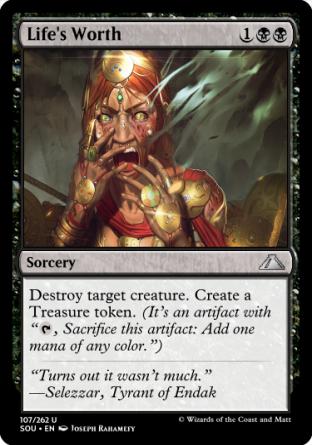 Life's Worth 1
Sorcery
Destroy target creature. Create a
Treasure token. (It's an artifact with
“, Sacrifice this artifact: Add one
mana of any color.”)
“Turns out it wasn't much.”
—Selezzar, Tyrant of Endak
107/262 U
SOU • EN Joseph Rahamefy
© Wizards of the Coast and Matt